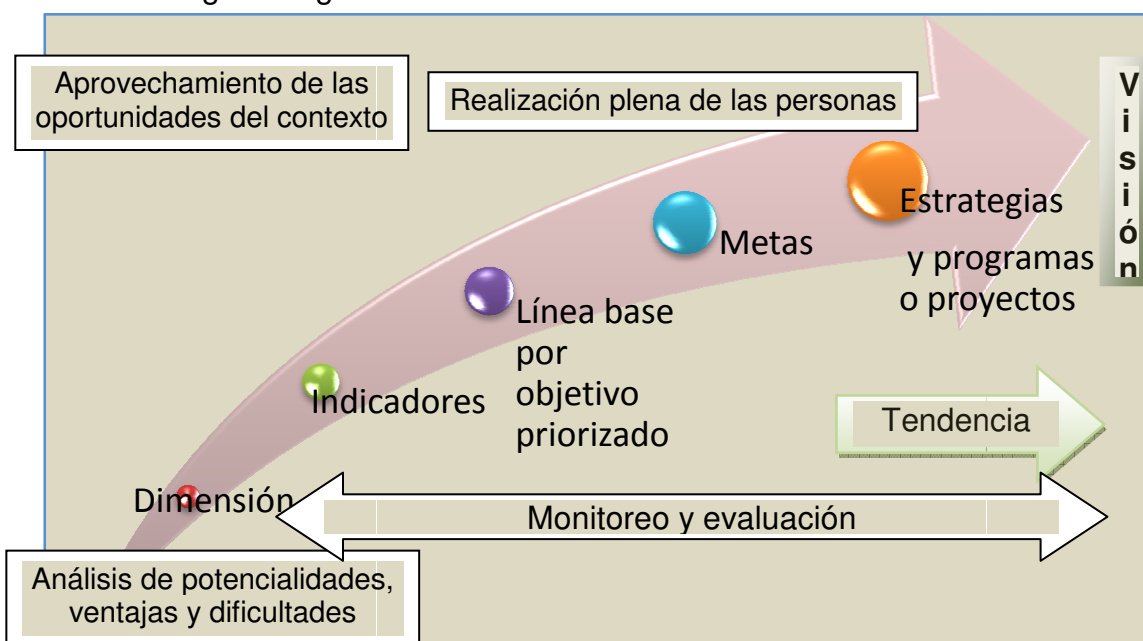 Aprovechamiento de las
oportunidades del contexto
Realización plena de las personas
Visión
Estrategias
y programas
o proyectos
Metas
Línea base
por
objetivo
priorizado
Indicadores
Tendencia
Dimensión
Monitoreo y evaluación
Análisis de potencialidades,
ventajas y dificultades